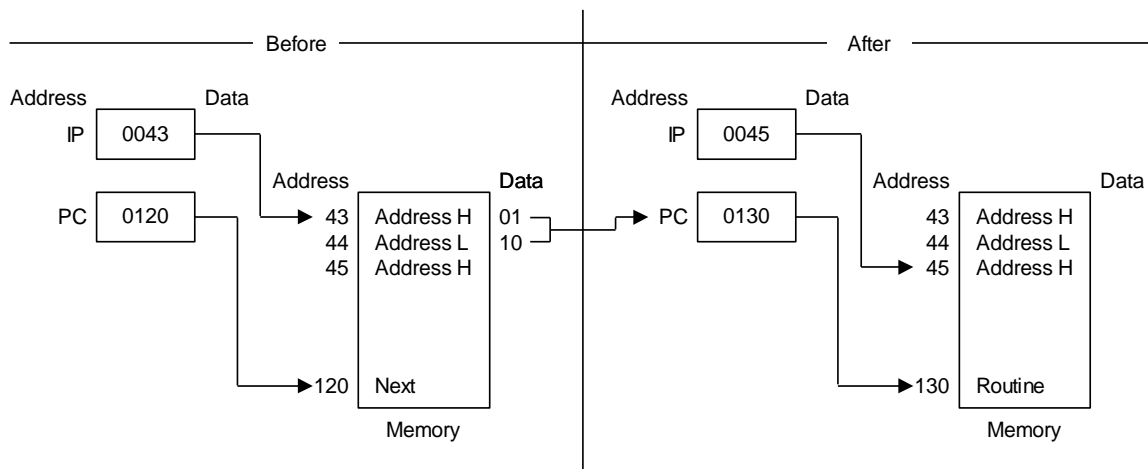 Before
After
Address Data
IP 0043
Address Data
PC 0120
43 Address H 01
44 Address L 10
45 Address H
120 Next
Memory
Address Data
IP 0045
Address Data
PC 0130
43 Address H
44 Address L
45 Address H
130 Routine
Memory